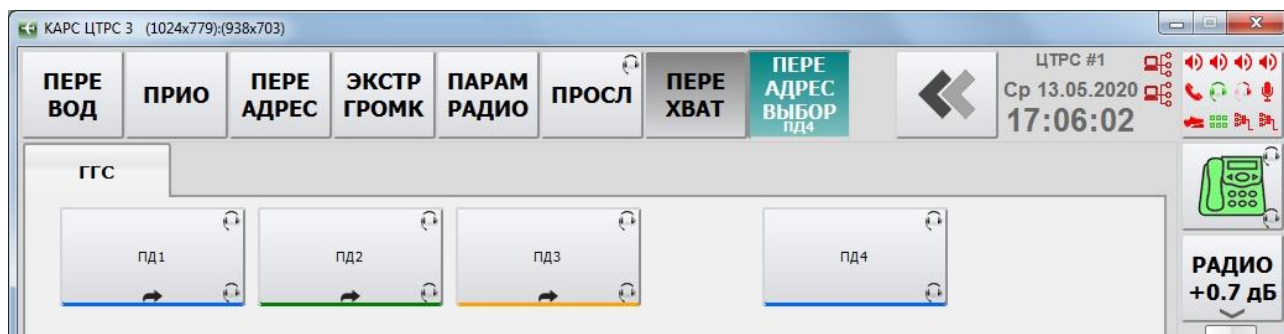 КАРС ЦТРС 3 (1024x779):(938x703)
ПЕРЕ
ВОД
ПРИО
ПЕРЕ
АДРЕС
ЭКСТР
ГРОМК
ПАРАМ
РАДИО
ПРОСЛ
ПЕРЕ
ХВАТ
ПЕРЕ
АДРЕС
ВЫБОР
ПД4
ЦТРС #1
Ср 13.05.2020
17:06:02
ГГС
ПД1
ПД2
ПД3
ПД4
РАДИО
+0.7 дБ